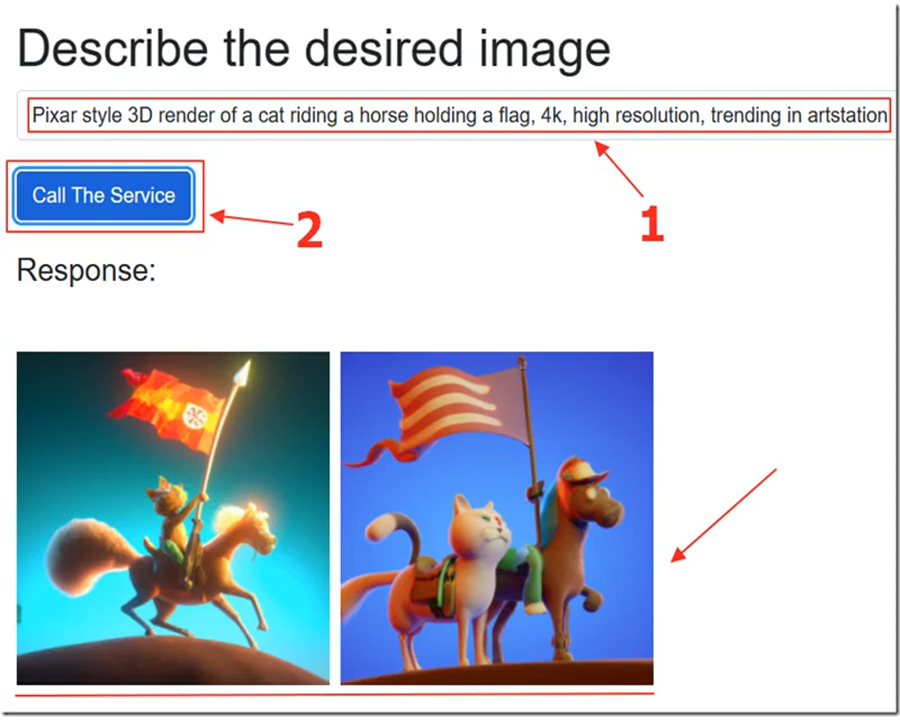 Describe the desired image
Pixar style 3D render of a cat riding a horse holding a flag, 4k, high resolution, trending in artstation
Call The Service
1
2
Response: